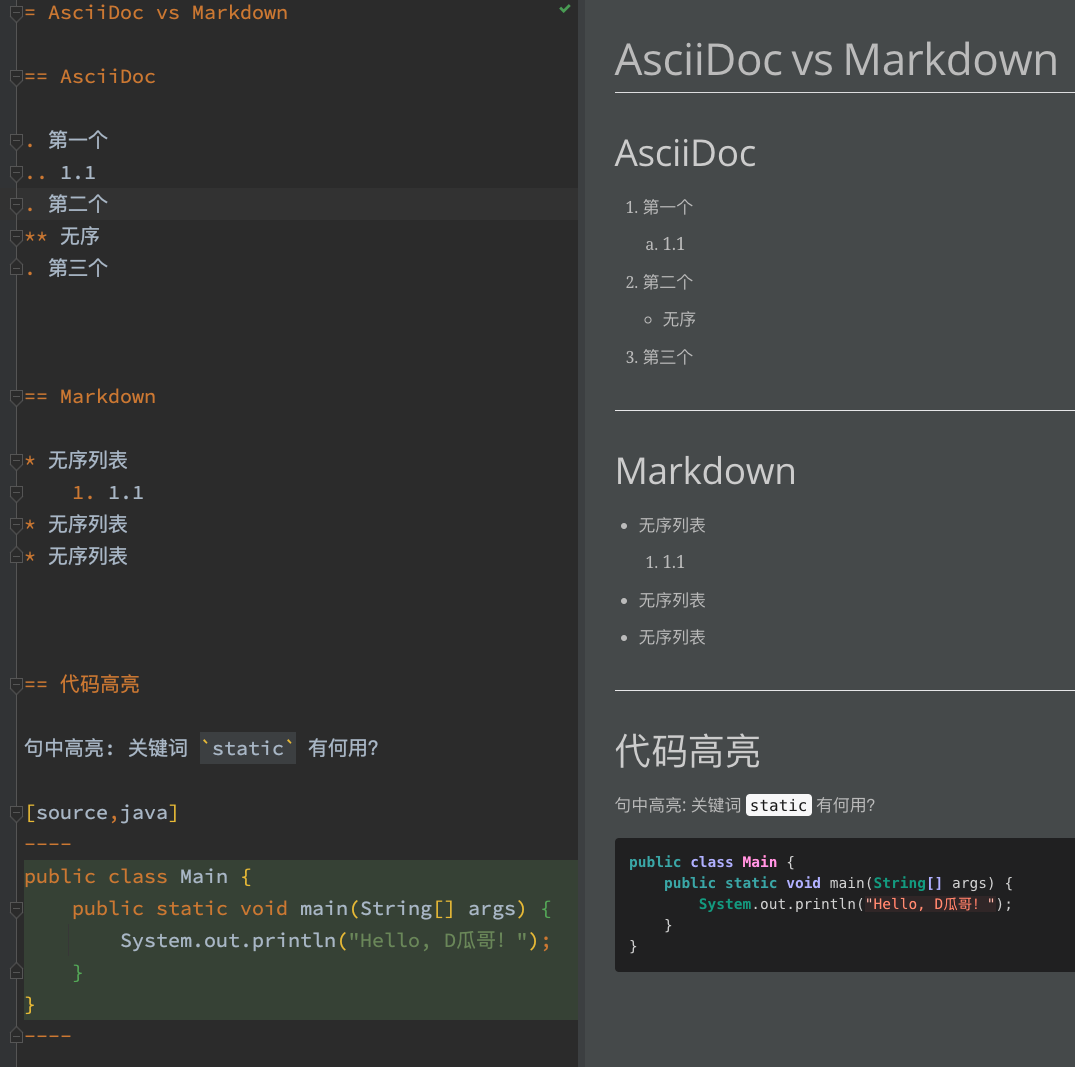 = AsciiDoc vs Markdown
== AsciiDoc
. 第一个
.. 1.1
. 第二个
** 无序
. 第三个
== Markdown
* 无序列表
    1. 1.1
* 无序列表
* 无序列表
== 代码高亮
句中高亮: 关键词 `static` 有何用?
[source,java]
----
public class Main {
    public static void main(String[] args) {
        System.out.println("Hello, D瓜哥！");
    }
}
----
AsciiDoc vs Markdown
AsciiDoc
1. 第一个
a. 1.1
2. 第二个
◦ 无序
3. 第三个
Markdown
• 无序列表
1. 1.1
• 无序列表
• 无序列表
代码高亮
句中高亮: 关键词 static 有何用?
public class Main {
    public static void main(String[] args) {
        System.out.println("Hello, D瓜哥！");
    }
}